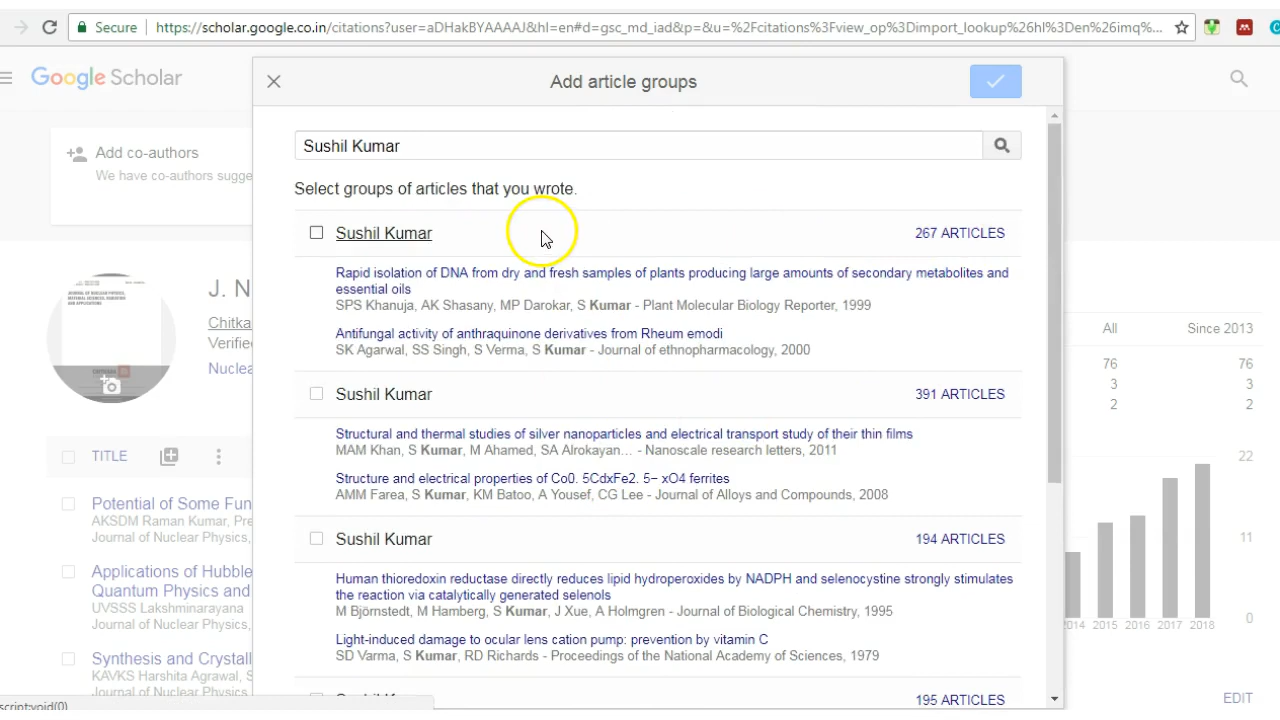 Secure https://scholar.google.co.in/citations?user=aDHakBYAAAAJ&hl=en#d=gsc_md_iad&p=&u=%2Fcitations%3Fview_op%3Dimport_lookup%26hl%3Den%26imq%...
Google Scholar
Add article groups
Add co-authors
We have co-authors sugge
Sushil Kumar
Select groups of articles that you wrote.
Sushil Kumar 267 ARTICLES
Rapid isolation of DNA from dry and fresh samples of plants producing large amounts of secondary metabolites and
essential oils
SPS Khanuja, AK Shasany, MP Darokar, S Kumar - Plant Molecular Biology Reporter, 1999
Antifungal activity of anthraquinone derivatives from Rheum emodi
SK Agarwal, SS Singh, S Verma, S Kumar - Journal of ethnopharmacology, 2000
Sushil Kumar 391 ARTICLES
Structural and thermal studies of silver nanoparticles and electrical transport study of their thin films
MAM Khan, S Kumar, M Ahamed, SA Alrokayan... - Nanoscale research letters, 2011
Structure and electrical properties of Co0. 5CdxFe2. 5− xO4 ferrites
AMM Farea, S Kumar, KM Batoo, A Yousef, CG Lee - Journal of Alloys and Compounds, 2008
Sushil Kumar 194 ARTICLES
Human thioredoxin reductase directly reduces lipid hydroperoxides by NADPH and selenocystine strongly stimulates
the reaction via catalytically generated selenols
M Björnstedt, M Hamberg, S Kumar, J Xue, A Holmgren - Journal of Biological Chemistry, 1995
Light-induced damage to ocular lens cation pump: prevention by vitamin C
SD Varma, S Kumar, RD Richards - Proceedings of the National Academy of Sciences, 1979
Sushil Kumar 195 ARTICLES
J. N
Chitka
Verifie
Nuclea
TITLE
Potential of Some Fun
AKSDM Raman Kumar, Pre
Journal of Nuclear Physics,
Applications of Hubble
Quantum Physics and
UVSSS Lakshminarayana
Journal of Nuclear Physics,
Synthesis and Crystall
KAVKS Harshita Agrawal, S
Journal of Nuclear Physics,
script:void(0)
All Since 2013
76 76
3 3
2 2
22
11
0
2014 2015 2016 2017 2018
EDIT